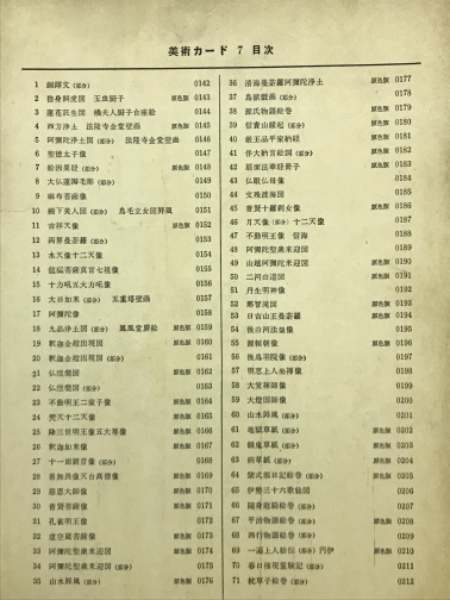 美術カード 7 目次
1 銅鐸文(部分) 0142
2 捨身飼虎図 玉虫厨子 原色版 0143
3 蓮花化生図 橘夫人厨子台座絵 0144
4 西方浄土 法隆寺金堂壁画 原色版 0145
5 阿彌陀浄土図(部分) 法隆寺金堂壁画 0146
6 聖徳太子像 0147
7 絵因果経(部分) 原色版 0148
8 大仏蓮弁毛彫(部分) 0149
9 麻布菩薩像 0150
10 樹下美人図(部分) 鳥毛立女図屏風 0151
11 吉祥天像 原色版 0152
12 両界曼荼羅(部分) 0153
13 水天像十二天像 0154
14 龍猛菩薩真言七祖像 0155
15 十力吼五大力吼像 0156
16 大日如来(部分) 五重塔壁画 0157
17 阿彌陀像 0158
18 九品浄土図(部分) 鳳凰堂扉絵 原色版 0159
19 釈迦金棺出現図 原色版 0160
20 釈迦金棺出現図(部分) 0161
21 仏涅槃図 原色版 0162
22 仏涅槃図(部分) 0163
23 不動明王二童子像 原色版 0164
24 梵天十二天像 原色版 0165
25 降三世明王像五大尊像 原色版 0166
26 釈迦如来像 原色版 0167
27 十一面観音像(部分) 0168
28 善無畏像天台高僧像 原色版 0169
29 慈恩大師像 原色版 0170
30 普賢菩薩像 原色版 0171
31 孔雀明王像 0172
32 虚空蔵菩薩像 原色版 0173
33 阿彌陀聖衆来迎図 原色版 0174
34 阿彌陀聖衆来迎図(部分) 0175
35 山水屏風(部分) 原色版 0176
36 清海曼荼羅阿彌陀浄土 原色版 0177
37 鳥獣戯画(部分) 0178
38 源氏物語絵巻 原色版 0179
39 信貴山縁起(部分) 原色版 0180
40 厳王品平家納経 原色版 0181
41 伴大納言絵詞(部分) 原色版 0182
42 扇面法華経冊子 原色版 0183
43 仏眼仏母像 0184
44 文殊渡海図 0185
45 普賢十羅刹女像 原色版 0186
46 月天像(部分) 十二天像 0187
47 不動明王像 信海 0188
48 阿彌陀聖衆来迎図 0189
49 山越阿彌陀図 原色版 0190
50 二河白道図 原色版 0191
51 丹生明神像 0192
52 那智滝図 原色版 0193
53 日吉山王曼荼羅 原色版 0194
54 後白河法皇像 0195
55 源頼朝像 原色版 0196
56 後鳥羽院像(部分) 0197
57 明恵上人坐禅像 0198
58 大覚禅師像 0199
59 大燈国師像 0200
60 山水屏風(部分) 0201
61 地獄草紙(部分) 原色版 0202
62 餓鬼草紙(部分) 原色版 0203
63 病草紙(部分) 原色版 0204
64 紫式部日記絵巻(部分) 原色版 0205
65 伊勢三十六歌仙図 0206
66 随身庭騎絵巻(部分) 0207
67 平治物語絵巻(部分) 原色版 0208
68 西行物語絵巻(部分) 0209
69 一遍上人絵伝(部分) 円伊 原色版 0210
70 春日権現霊験記(部分) 0211
71 枕草子絵巻(部分) 0212